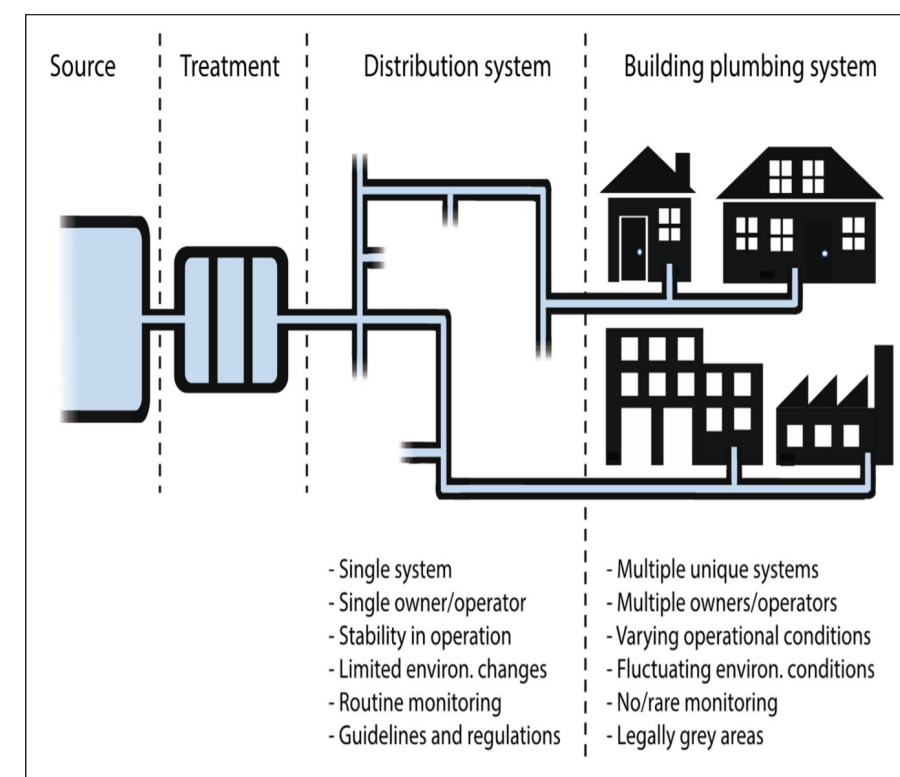 Source
Treatment
Distribution system
Building plumbing system
- Single system
- Single owner/operator
- Stability in operation
- Limited environ. changes
- Routine monitoring
- Guidelines and regulations
- Multiple unique systems
- Multiple owners/operators
- Varying operational conditions
- Fluctuating environ. conditions
- No/rare monitoring
- Legally grey areas